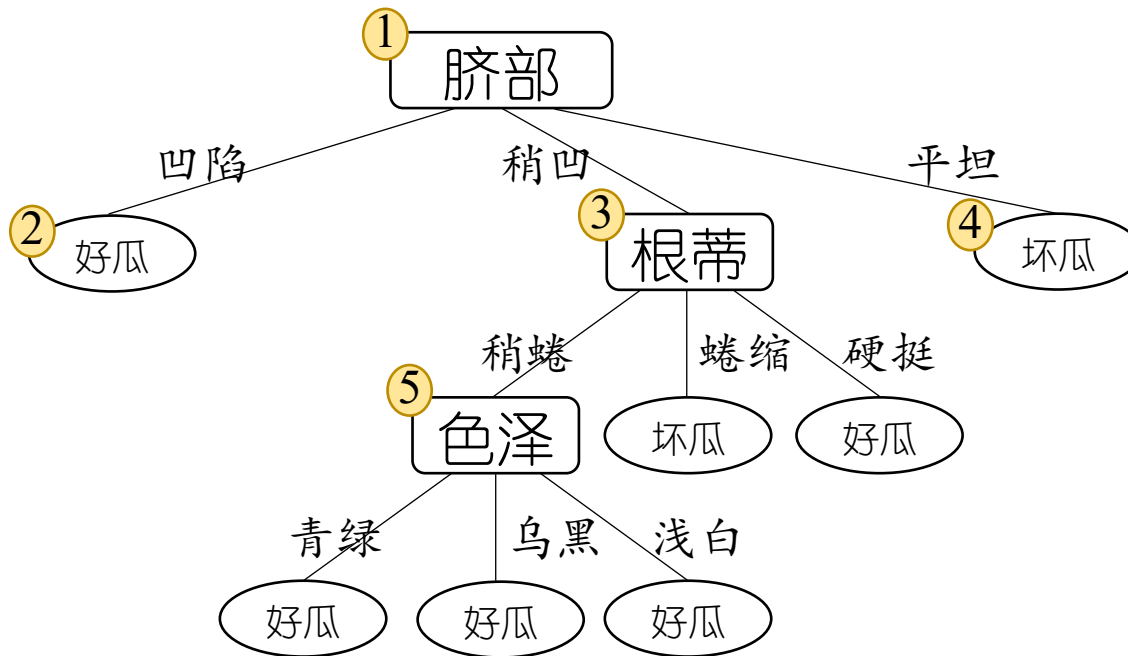 1
脐部
凹陷 稍凹 平坦
2 好瓜
3 根蒂
4 坏瓜
稍蜷 蜷缩 硬挺
5 色泽
坏瓜 好瓜
青绿 乌黑 浅白
好瓜 好瓜 好瓜